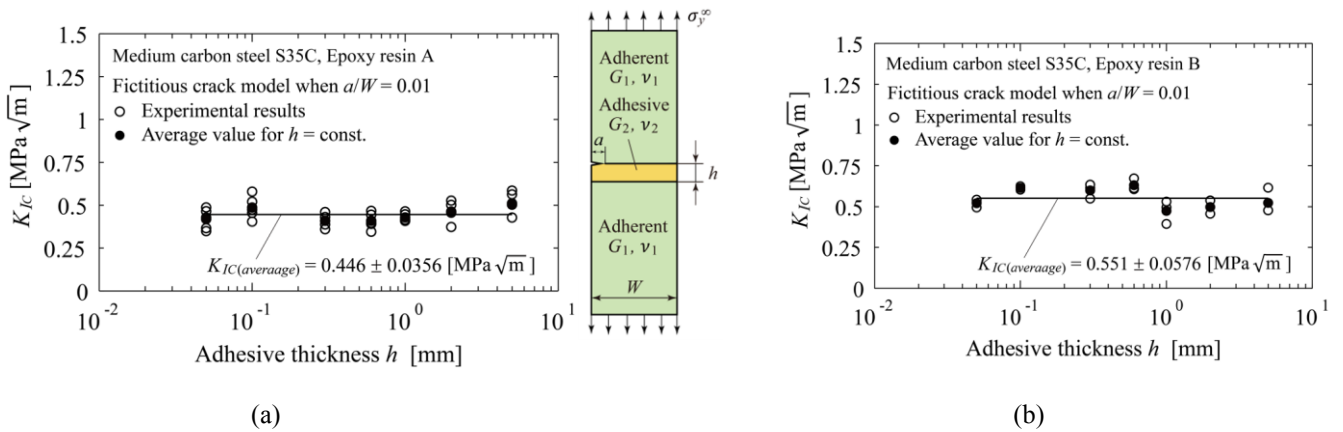 K_Ic [MPa√m]
1.5
1.25
1
0.75
0.5
0.25
0
Medium carbon steel S35C, Epoxy resin A
Fictitious crack model when a/W = 0.01
Experimental results
Average value for h = const.
K_IC(averaage) = 0.446 ± 0.0356 [MPa√m]
10^-2
10^-1
10^0
10^1
Adhesive thickness h [mm]
(a)
σ_y^∞
Adherent
G_1, ν_1
Adhesive
G_2, ν_2
a
h
Adherent
G_1, ν_1
W
K_Ic [MPa√m]
1.5
1.25
1
0.75
0.5
0.25
0
Medium carbon steel S35C, Epoxy resin B
Fictitious crack model when a/W = 0.01
Experimental results
Average value for h = const.
K_IC(averaage) = 0.551 ± 0.0576 [MPa√m]
10^-2
10^-1
10^0
10^1
Adhesive thickness h [mm]
(b)